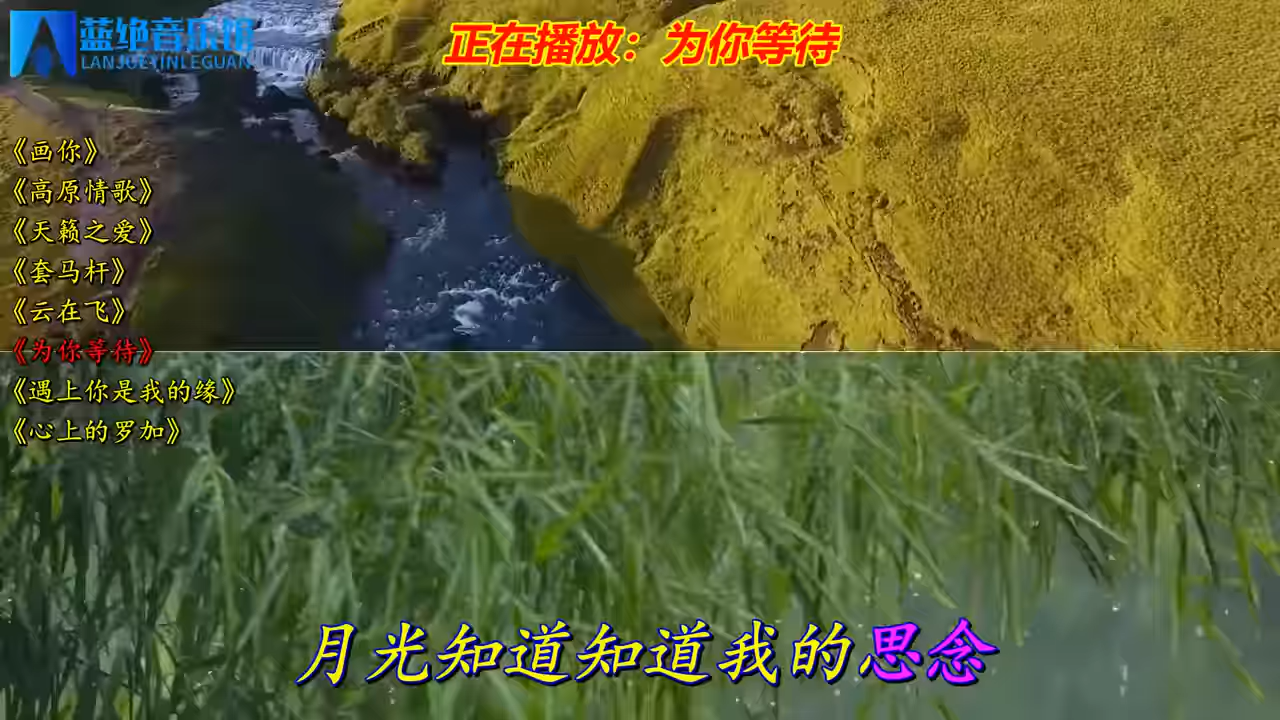 蓝绝音乐馆
LANJUEYINLEGUAN
正在播放：为你等待
《画你》
《高原情歌》
《天籁之爱》
《套马杆》
《云在飞》
《为你等待》
《遇上你是我的缘》
《心上的罗加》
月光知道知道我的思念